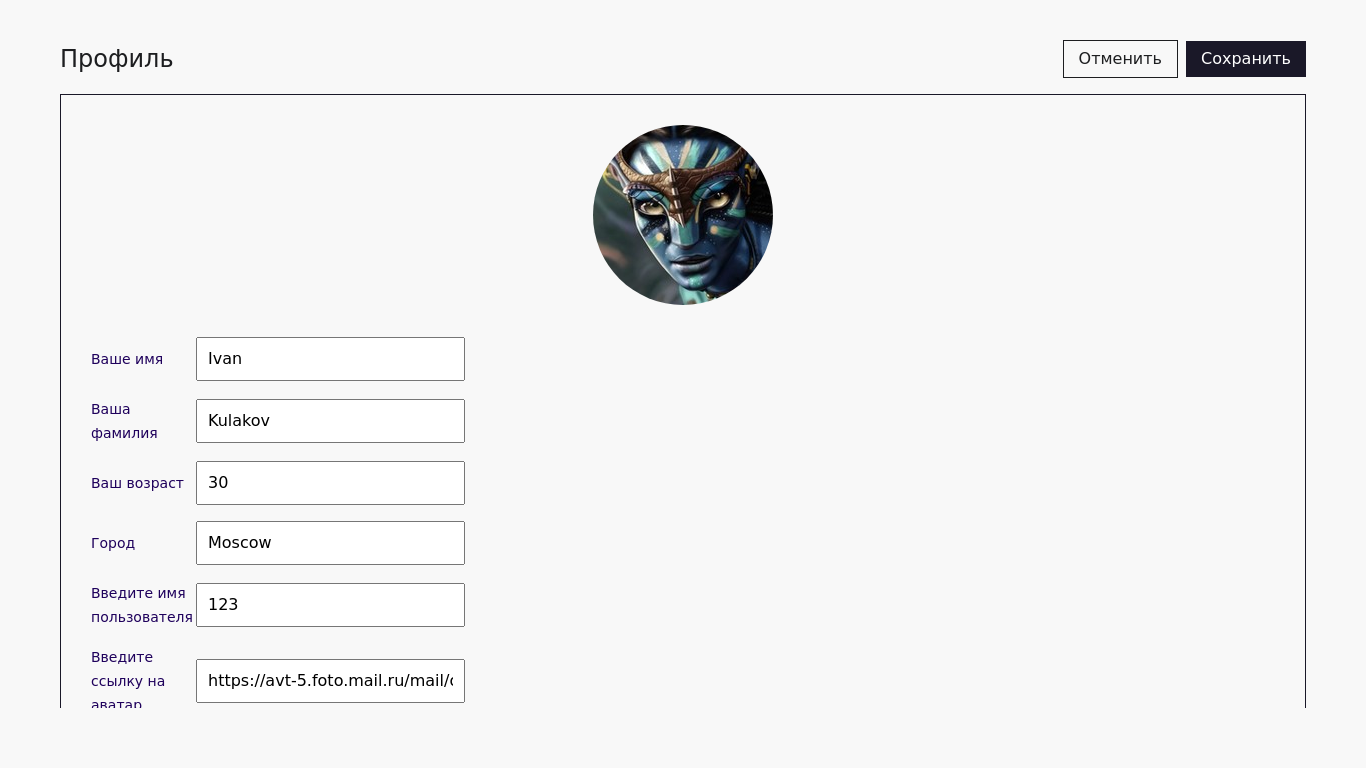 Профиль
Отменить
Сохранить
Ваше имя
Ivan
Ваша
фамилия
Kulakov
Ваш возраст
30
Город
Moscow
Введите имя
пользователя
123
Введите
ссылку на
аватар
https://avt-5.foto.mail.ru/mail/